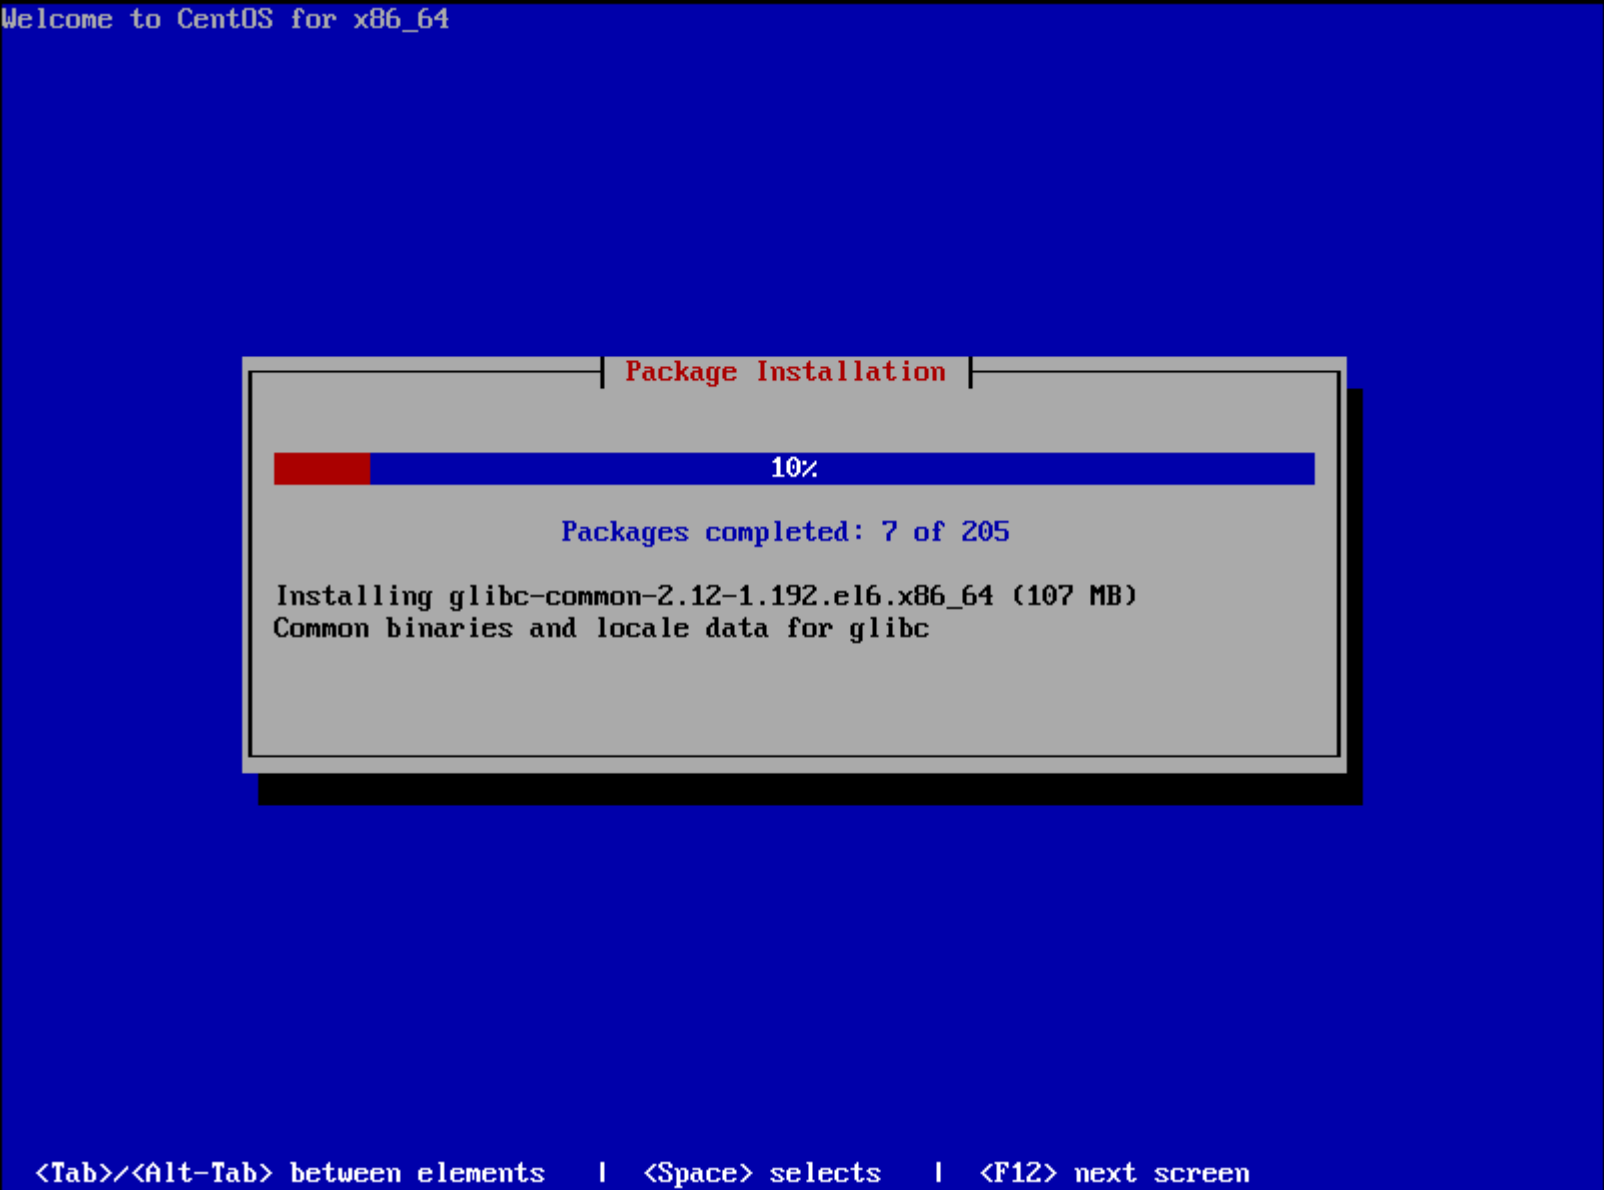 Welcome to CentOS for x86_64
Package Installation
10%
Packages completed: 7 of 205
Installing glibc-common-2.12-1.192.el6.x86_64 (107 MB)
Common binaries and locale data for glibc
<Tab>/<Alt-Tab> between elements | <Space> selects | <F12> next screen